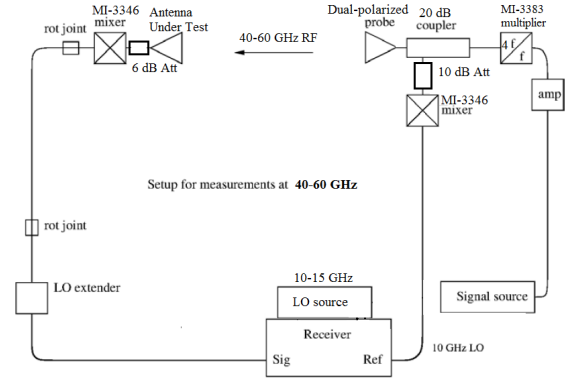 MI-3346
mixer
rot joint
Antenna
Under Test
6 dB Att
40-60 GHz RF
Dual-polarized
probe
20 dB
coupler
MI-3383
multiplier
4 f
f
10 dB Att
amp
MI-3346
mixer
Setup for measurements at 40-60 GHz
rot joint
LO extender
10-15 GHz
LO source
Signal source
Receiver
Sig
Ref
10 GHz LO